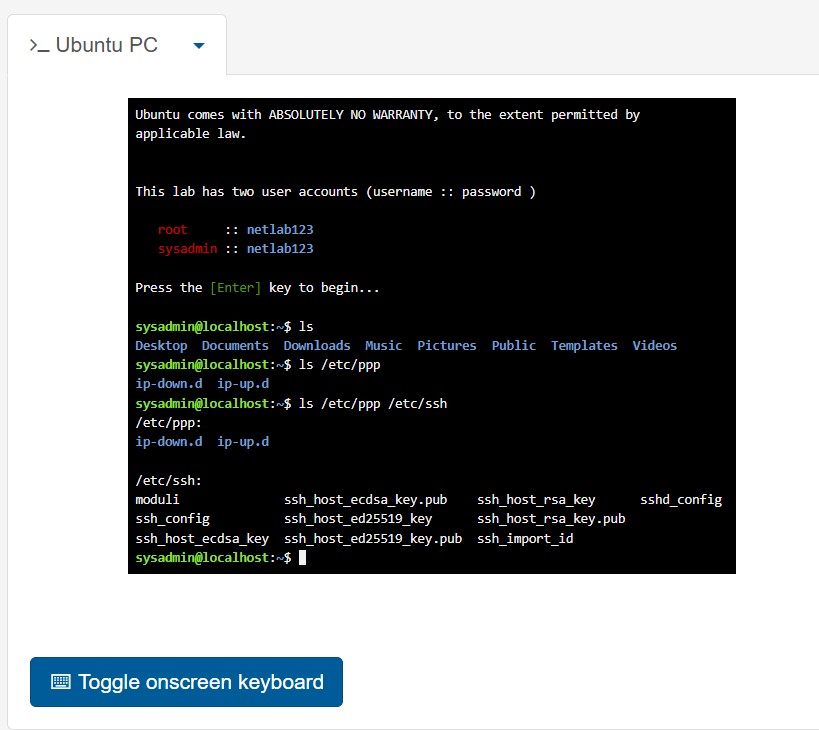 >_ Ubuntu PC
Ubuntu comes with ABSOLUTELY NO WARRANTY, to the extent permitted by
applicable law.
This lab has two user accounts (username :: password )
root :: netlab123
sysadmin :: netlab123
Press the [Enter] key to begin...
sysadmin@localhost:~$ ls
Desktop Documents Downloads Music Pictures Public Templates Videos
sysadmin@localhost:~$ ls /etc/ppp
ip-down.d ip-up.d
sysadmin@localhost:~$ ls /etc/ppp /etc/ssh
/etc/ppp:
ip-down.d ip-up.d
/etc/ssh:
moduli ssh_host_ecdsa_key.pub ssh_host_rsa_key sshd_config
ssh_config ssh_host_ed25519_key ssh_host_rsa_key.pub
ssh_host_ecdsa_key ssh_host_ed25519_key.pub ssh_import_id
sysadmin@localhost:~$
Toggle onscreen keyboard